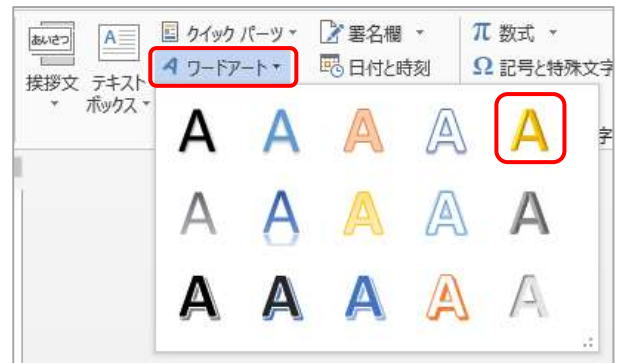 あいさつ
挨拶文
A
テキスト
ボックス
クイック パーツ
A ワードアート
署名欄
日付と時刻
π 数式
Ω 記号と特殊文字
字
A A A A A
A A A A A
A A A A A